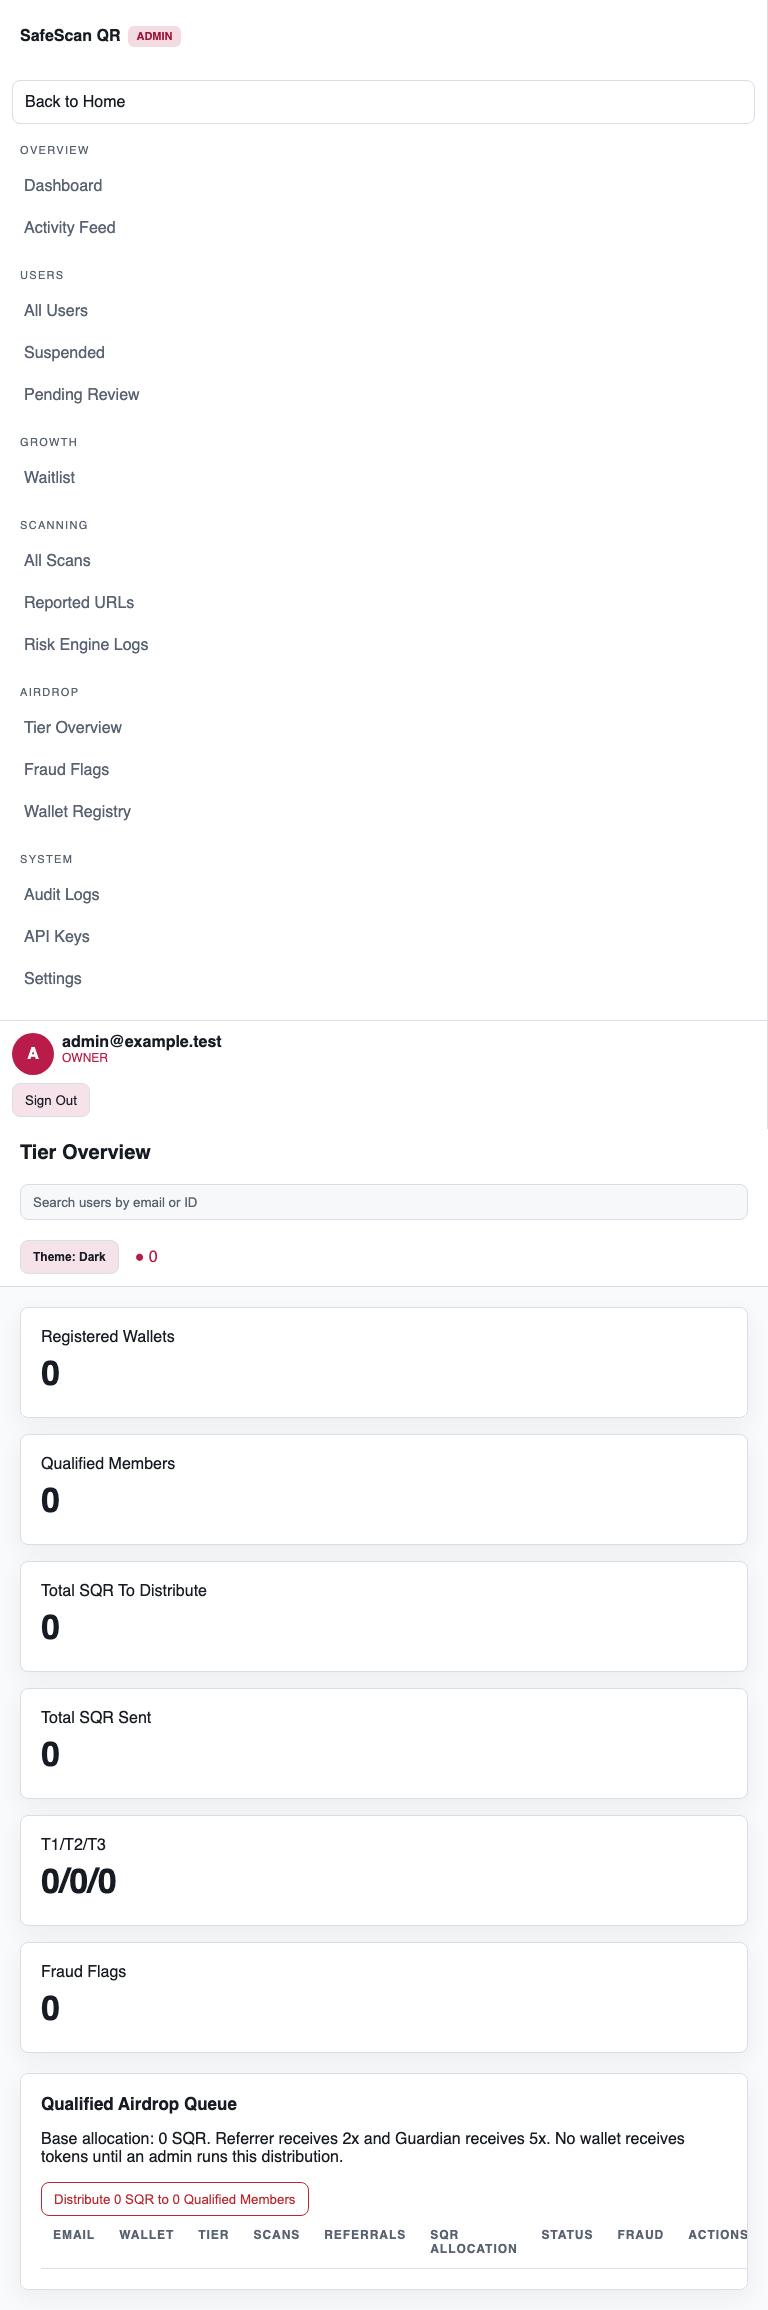 SafeScan QR ADMIN
Back to Home
OVERVIEW
Dashboard
Activity Feed
USERS
All Users
Suspended
Pending Review
GROWTH
Waitlist
SCANNING
All Scans
Reported URLs
Risk Engine Logs
AIRDROP
Tier Overview
Fraud Flags
Wallet Registry
SYSTEM
Audit Logs
API Keys
Settings
A
admin@example.test
OWNER
Sign Out
Tier Overview
Search users by email or ID
Theme: Dark ● 0
Registered Wallets
0
Qualified Members
0
Total SQR To Distribute
0
Total SQR Sent
0
T1/T2/T3
0/0/0
Fraud Flags
0
Qualified Airdrop Queue
Base allocation: 0 SQR. Referrer receives 2x and Guardian receives 5x. No wallet receives
tokens until an admin runs this distribution.
Distribute 0 SQR to 0 Qualified Members
EMAIL WALLET TIER SCANS REFERRALS SQR ALLOCATION STATUS FRAUD ACTIONS